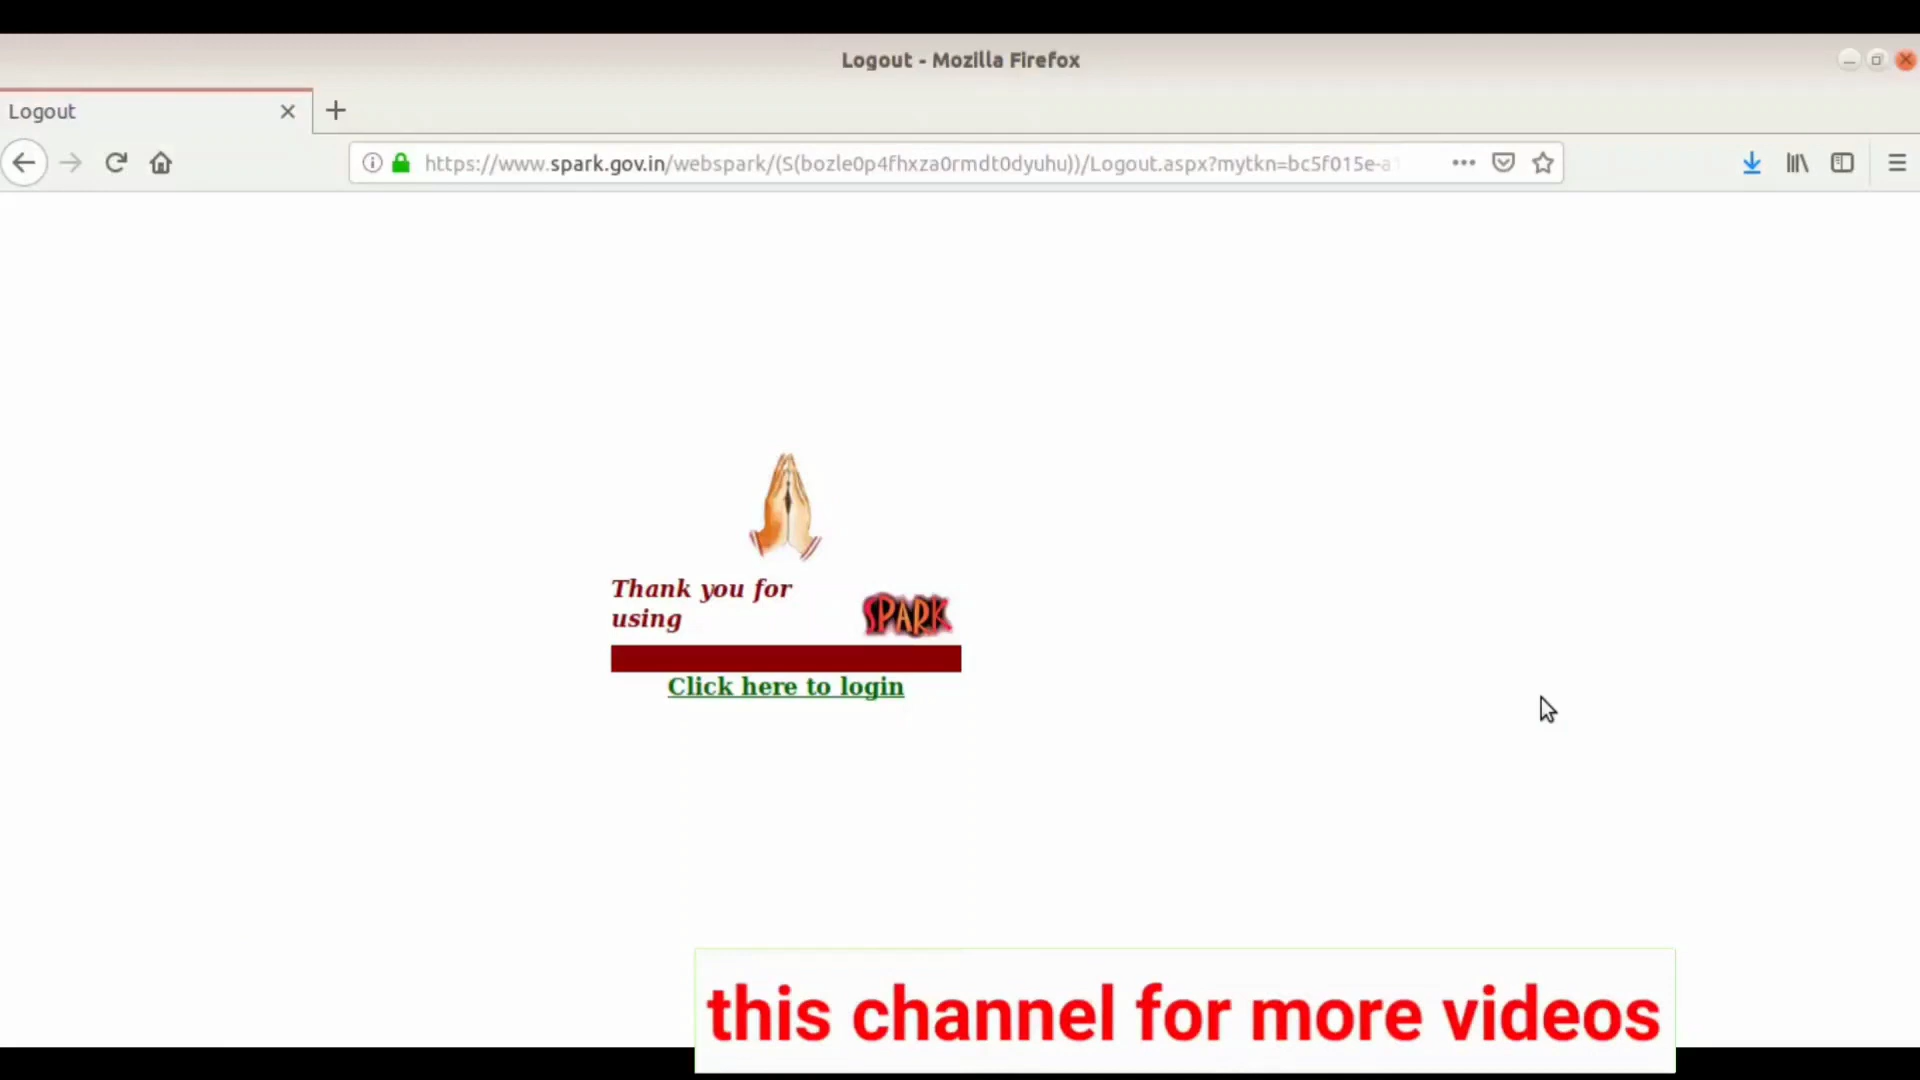 Logout - Mozilla Firefox
Logout
https://www.spark.gov.in/webspark/(S(bozle0p4fhxza0rmdt0dyuhu))/Logout.aspx?mytkn=bc5f015e-a
Thank you for
using
SPARK
Click here to login
this channel for more videos